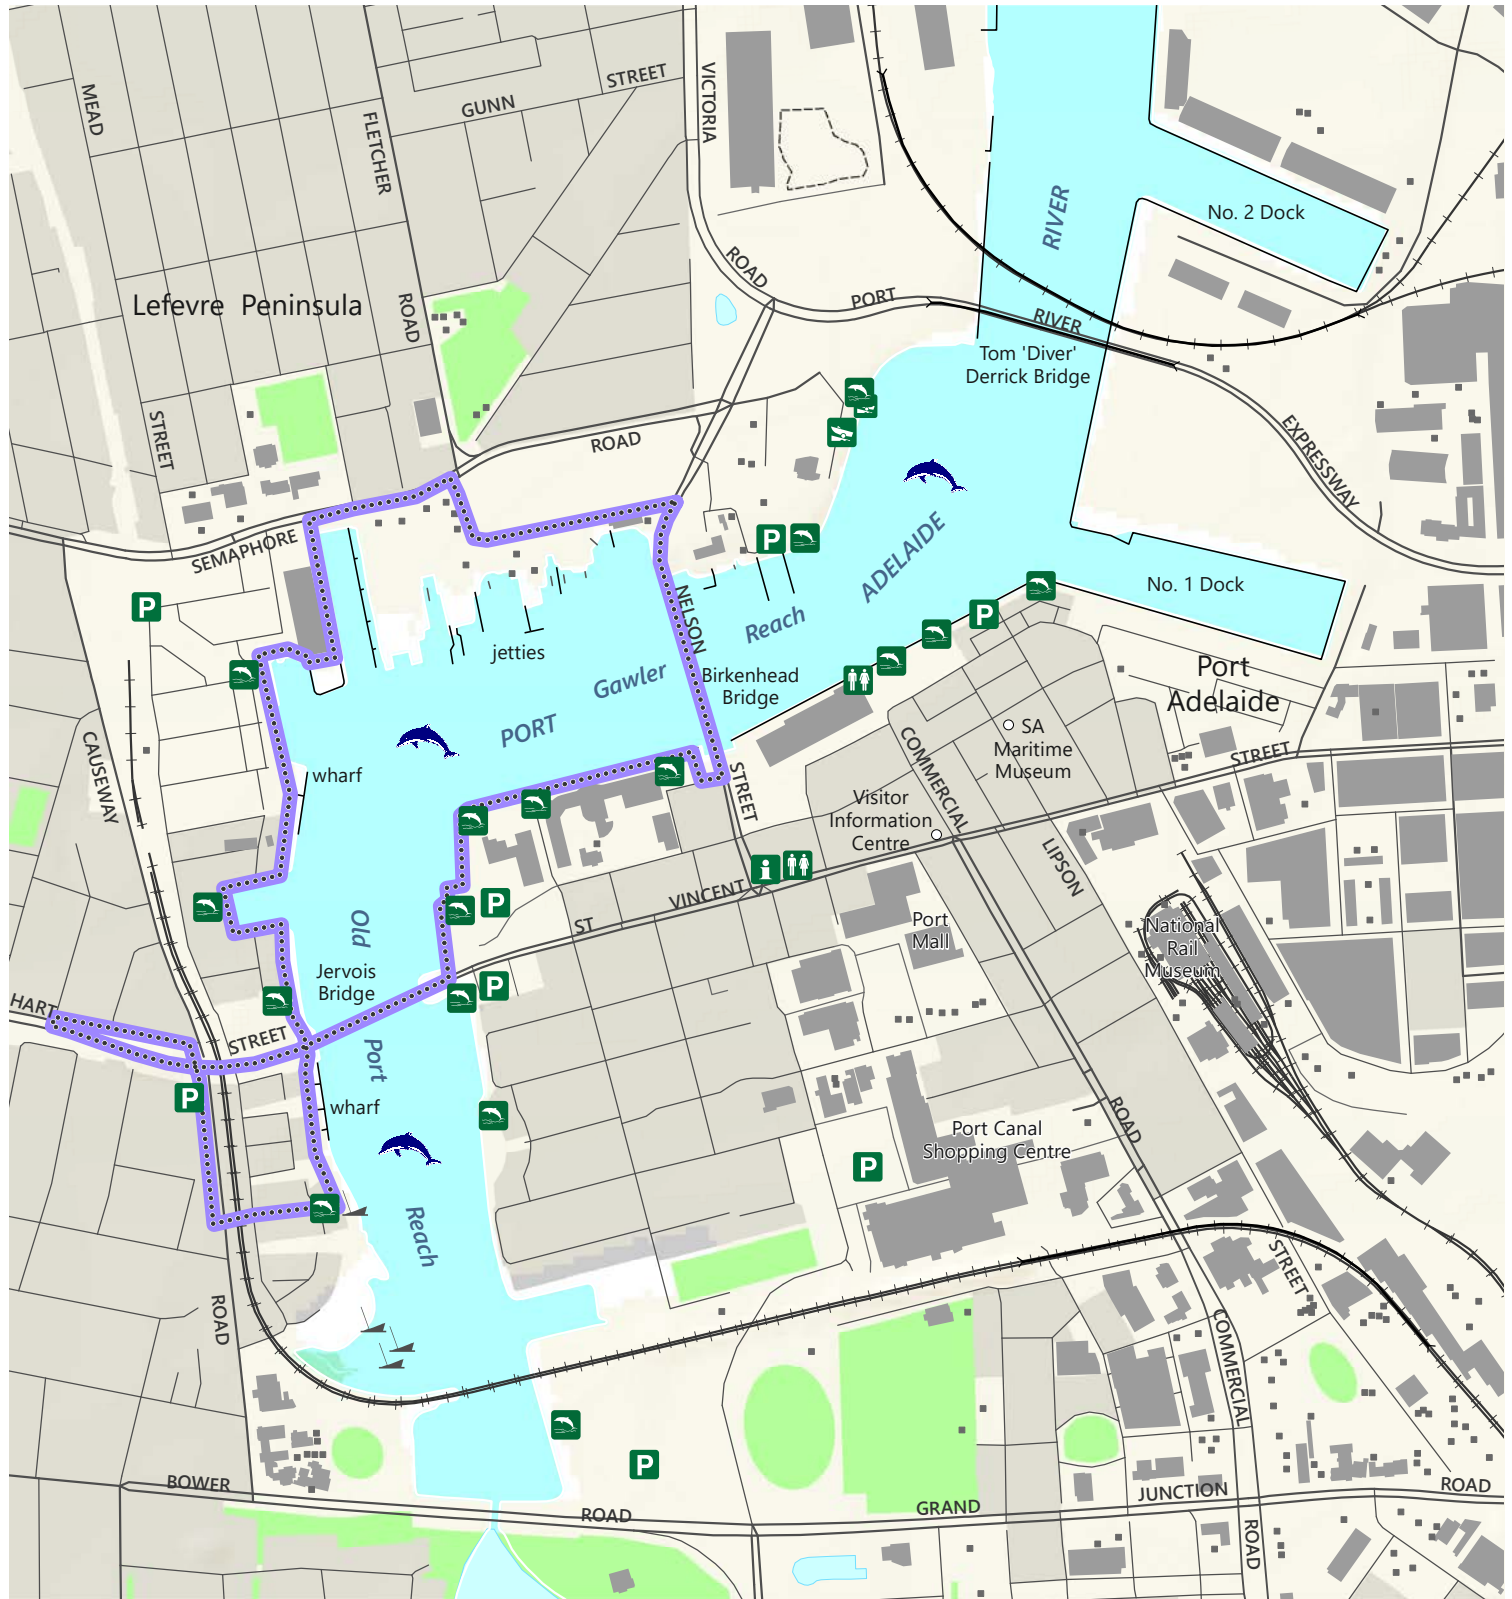 MEAD
STREET
FLETCHER
ROAD
GUNN
STREET
VICTORIA
ROAD
PORT
RIVER
EXPRESSWAY
RIVER
No. 2 Dock
Lefevre Peninsula
Tom 'Diver'
Derrick Bridge
ROAD
SEMAPHORE
P
P
NELSON
STREET
ADELAIDE
Reach
Gawler
PORT
jetties
Birkenhead
Bridge
P
No. 1 Dock
Port
Adelaide
SA
Maritime
Museum
STREET
COMMERCIAL
Visitor
Information
Centre
LIPSON
CAUSEWAY
wharf
i
VINCENT
ST
P
Port
Mall
National
Rail
Museum
Old
Jervois
Bridge
P
HART
STREET
Port
P
wharf
Reach
P
Port Canal
Shopping Centre
ROAD
STREET
ROAD
COMMERCIAL
P
BOWER
ROAD
GRAND
JUNCTION
ROAD
ROAD